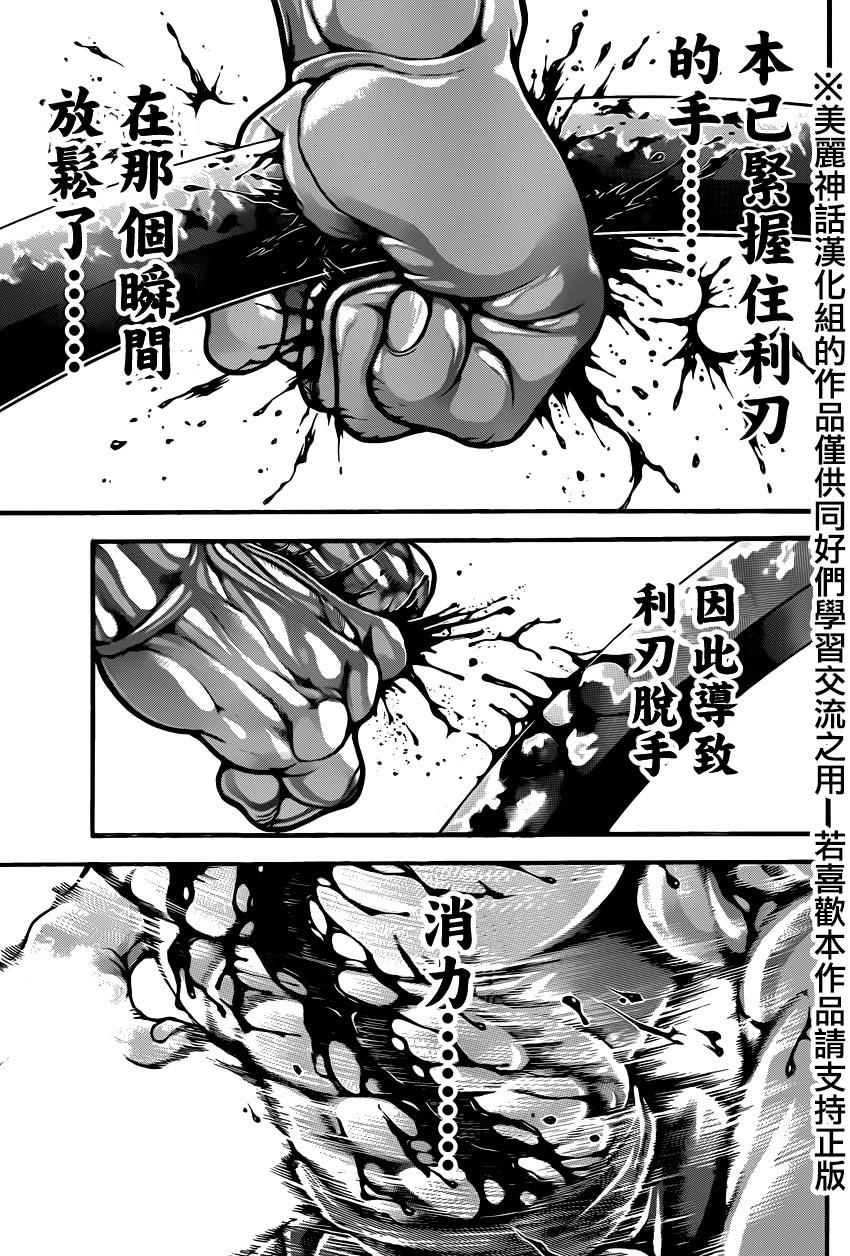 本已緊握住利刃
的手………
在那個瞬間
放鬆了………
因此導致
利刃脫手
消力…………
※美麗神話漢化組的作品僅供同好們學習交流之用ー若喜歡本作品請支持正版